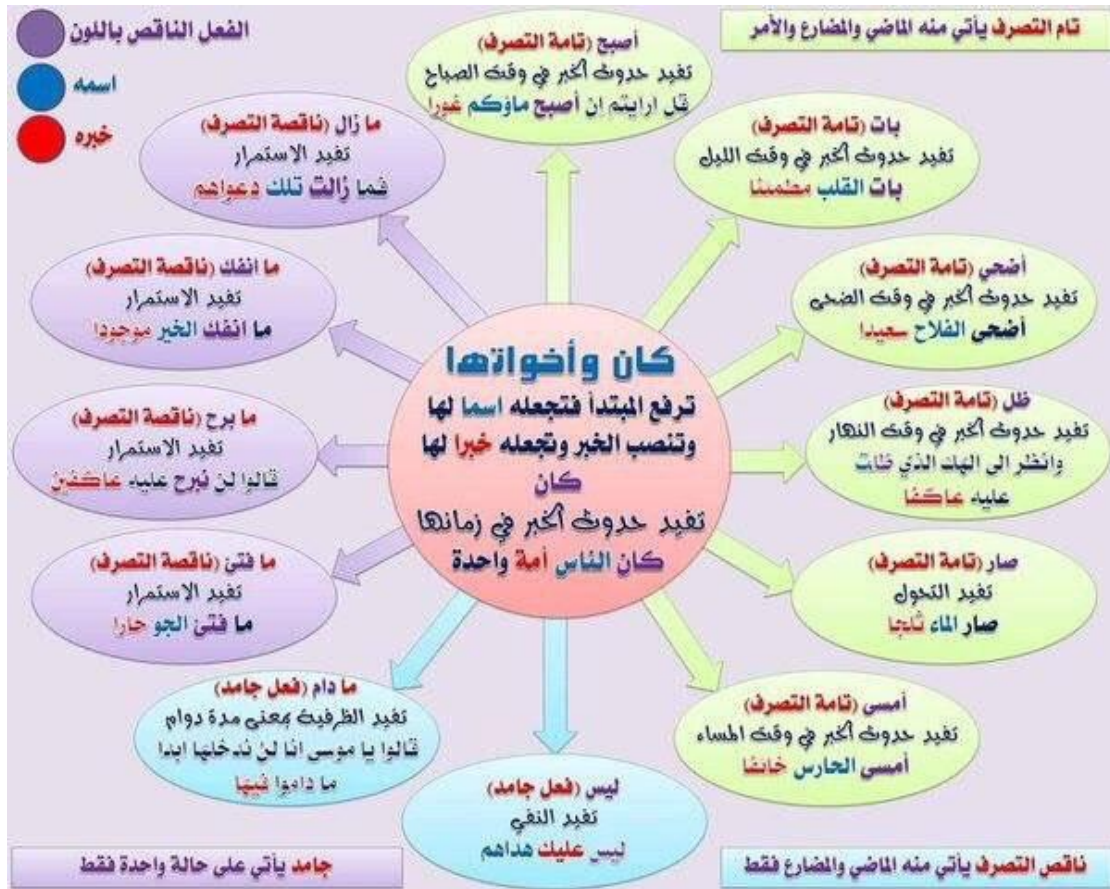 تام التصرف يأتي منه الماضي والمضارع والأمر
الفعل الناقص باللون
اسمه
خبره
أصبح (تامة التصرف)
تفيد حدوث الخبر في وقت الصباح
قل ارايتم ان أصبح ماؤكم غورا
بات (تامة التصرف)
تفيد حدوث الخبر في وقت الليل
بات القلب مطمئنا
أضحي (تامة التصرف)
تفيد حدوث الخبر في وقت الضحى
أضحى الفلاح سعيدا
ظل (تامة التصرف)
تفيد حدوث الخبر في وقت النهار
وانظر الى الهك الذي ظلت
عليه عاكفا
صار (تامة التصرف)
تفيد التحول
صار الماء ثلجا
أمسى (تامة التصرف)
تفيد حدوث الخبر في وقت المساء
أمسى الحارس خائفا
ليس (فعل جامد)
تفيد النفي
ليس عليك هداهم
ما دام (فعل جامد)
تفيد الظرفية بمعنى مدة دوام
قالوا يا موسى انا لن ندخلها ابدا
ما داموا فيها
ما فتئ (ناقصة التصرف)
تفيد الاستمرار
ما فتئ الجو حارا
ما برح (ناقصة التصرف)
تفيد الاستمرار
قالوا لن نبرح عليه عاكفين
ما انفك (ناقصة التصرف)
تفيد الاستمرار
ما انفك الخير موجودا
ما زال (ناقصة التصرف)
تفيد الاستمرار
فما زالت تلك دعواهم
كان وأخواتها
ترفع المبتدأ فتجعله اسما لها
وتنصب الخبر وتجعله خبرا لها
كان
تفيد حدوث الخبر في زمانها
كان الناس أمة واحدة
ناقص التصرف يأتي منه الماضي والمضارع فقط
جامد يأتي على حالة واحدة فقط